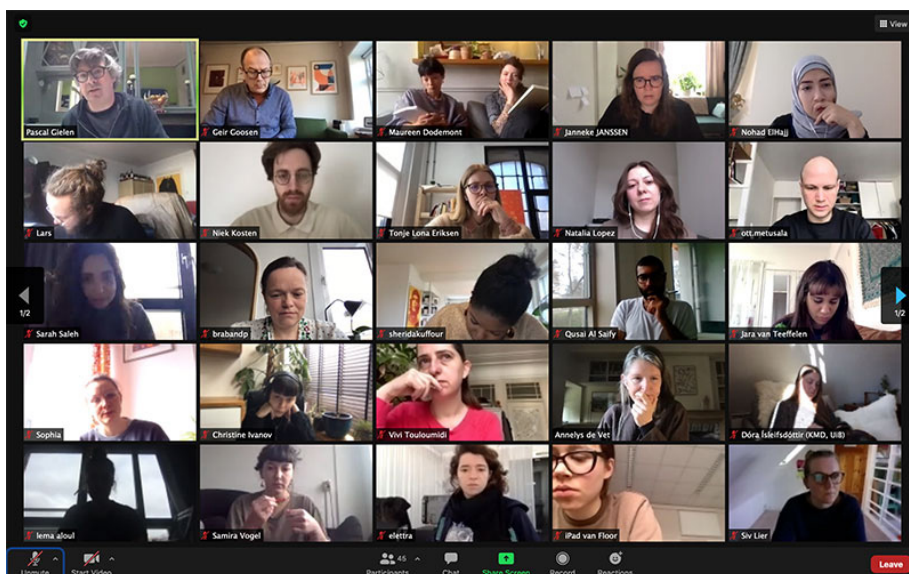 View
Pascal Gielen
Geir Goosen
Maureen Dodemont
Janneke JANSSEN
Nohad ElHajj
Lars
Niek Kosten
Tonje Lona Eriksen
Natalia Lopez
ott.metusala
Sarah Saleh
brabandp
sheridakuffour
Qusai Al Saify
Jara van Teeffelen
1/2
1/2
Sophia
Christine Ivanov
Vivi Touloumidi
Annelys de Vet
Dóra Ísleifsdóttir (KMD, UiB)
lema aloul
Samira Vogel
elettra
iPad van Floor
Siv Lier
45
Unmute
Start Video
Participants
Chat
Share Screen
Record
Reactions
Leave